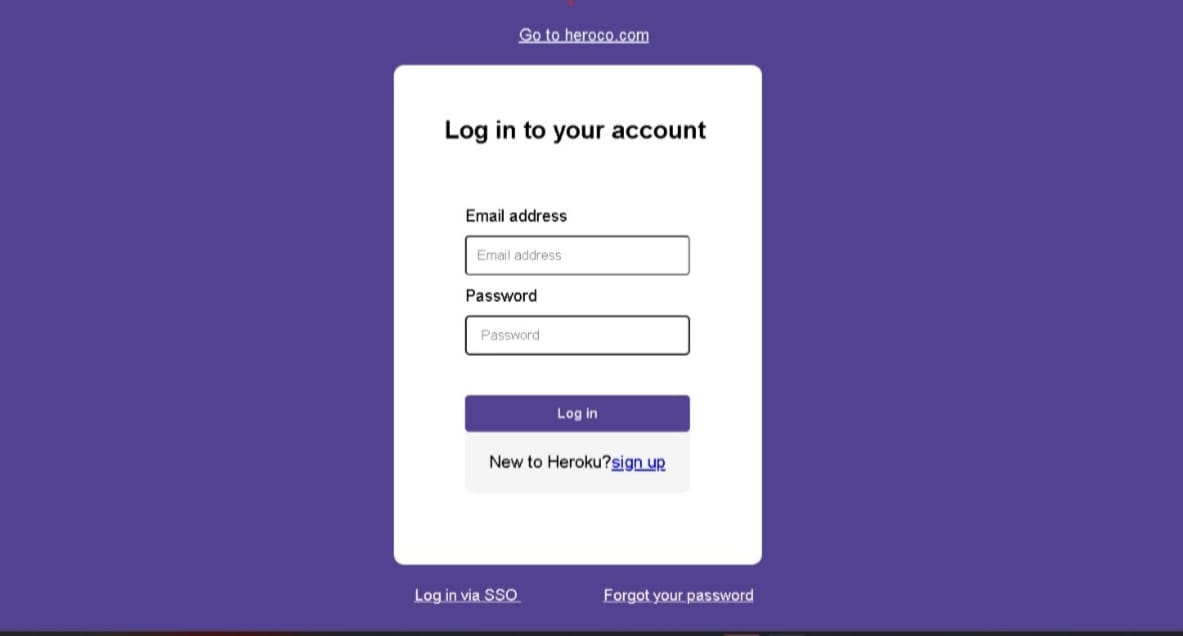 Go to heroco.com
Log in to your account
Email address
Email address
Password
Password
Log in
New to Heroku?sign up
Log in via SSO Forgot your password